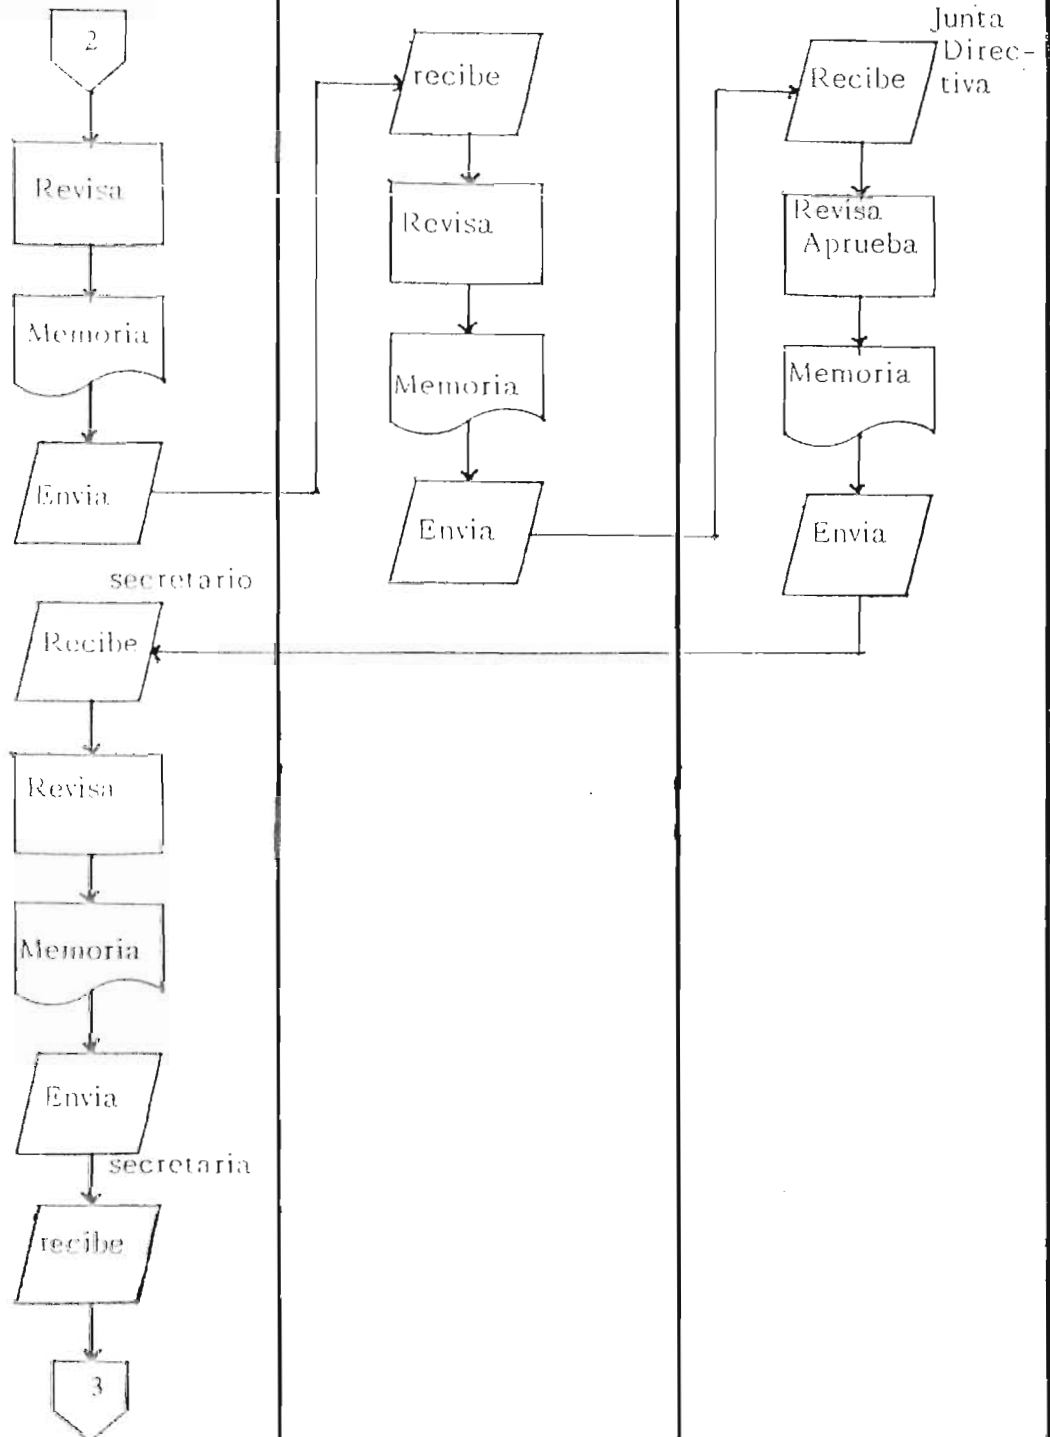 2
Revisa
Memoria
Envia
recibe
Revisa
Memoria
Envia
Junta
Direc-
tiva
Recibe
Revisa
Aprueba
Memoria
Envia
secretario
Recibe
Revisa
Memoria
Envia
secretaria
recibe
3